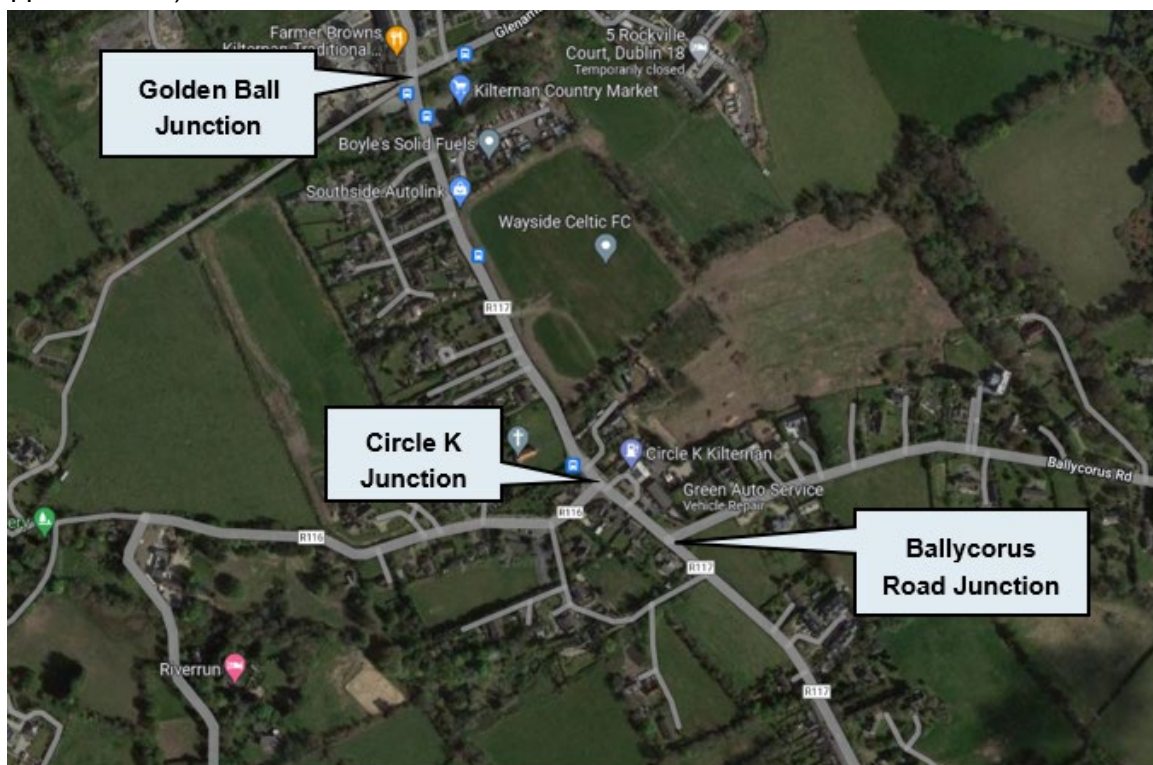 Farmer Browns
Kilternan Traditional...
5 Rockville
Court, Dublin 18
Temporarily closed
Golden Ball
Junction
Kilternan Country Market
Boyle's Solid Fuels
Southside Autolink
Wayside Celtic FC
R117
Circle K
Junction
Circle K Kilternan
Ballycorus Rd
Green Auto Service
Vehicle Repair
R116
R116
Ballycorus
Road Junction
R117
Riverrun
R117